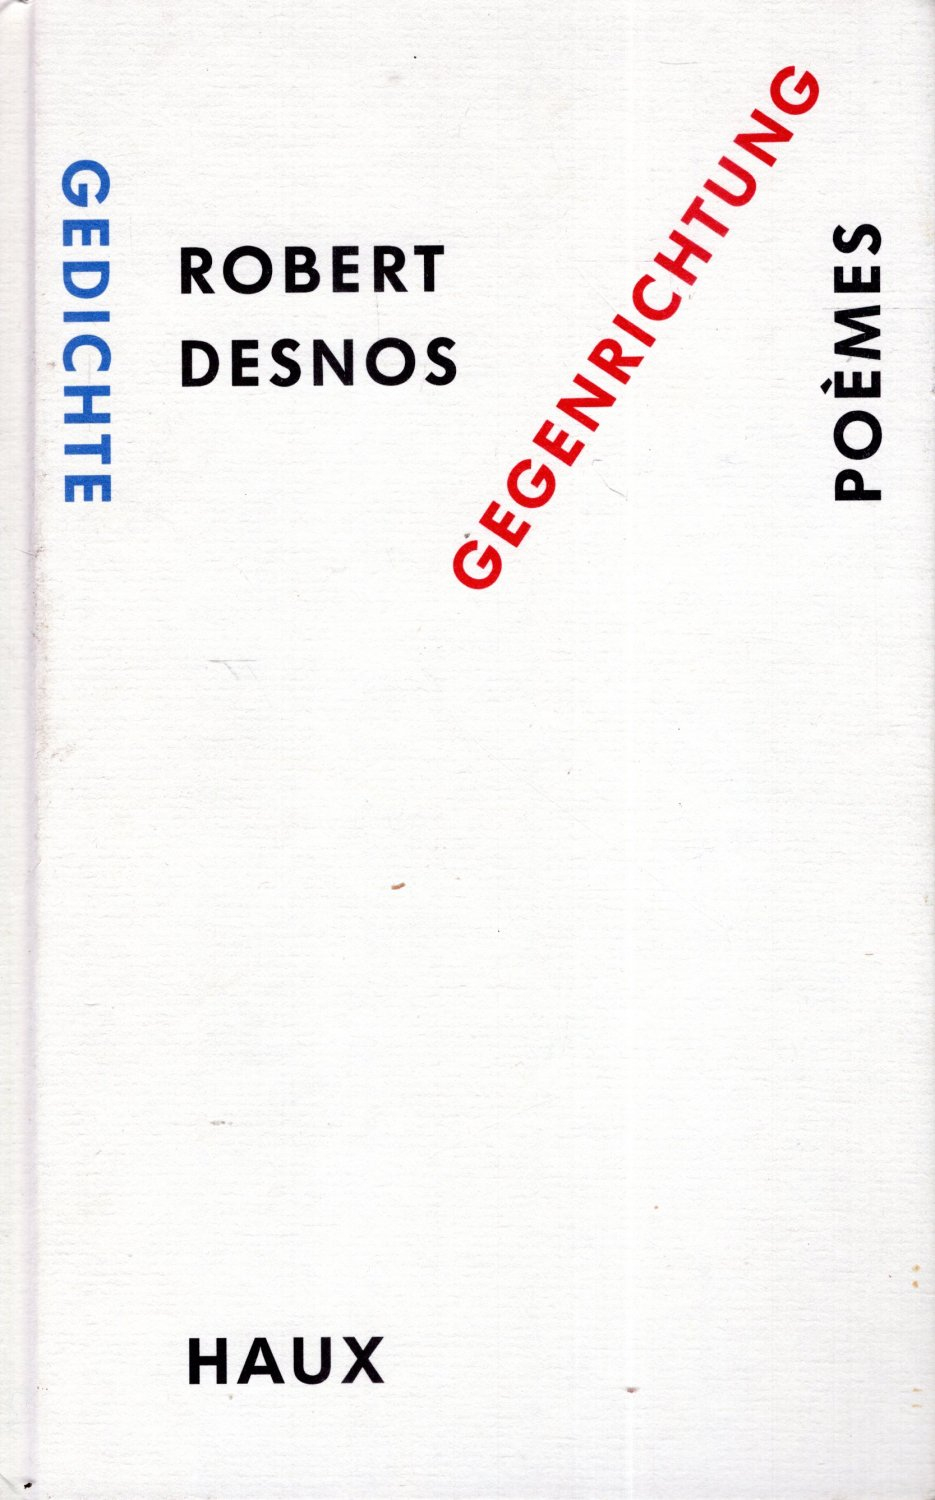 GEDICHTE
ROBERT
DESNOS
GEGENRICHTUNG
POÈMES
HAUX